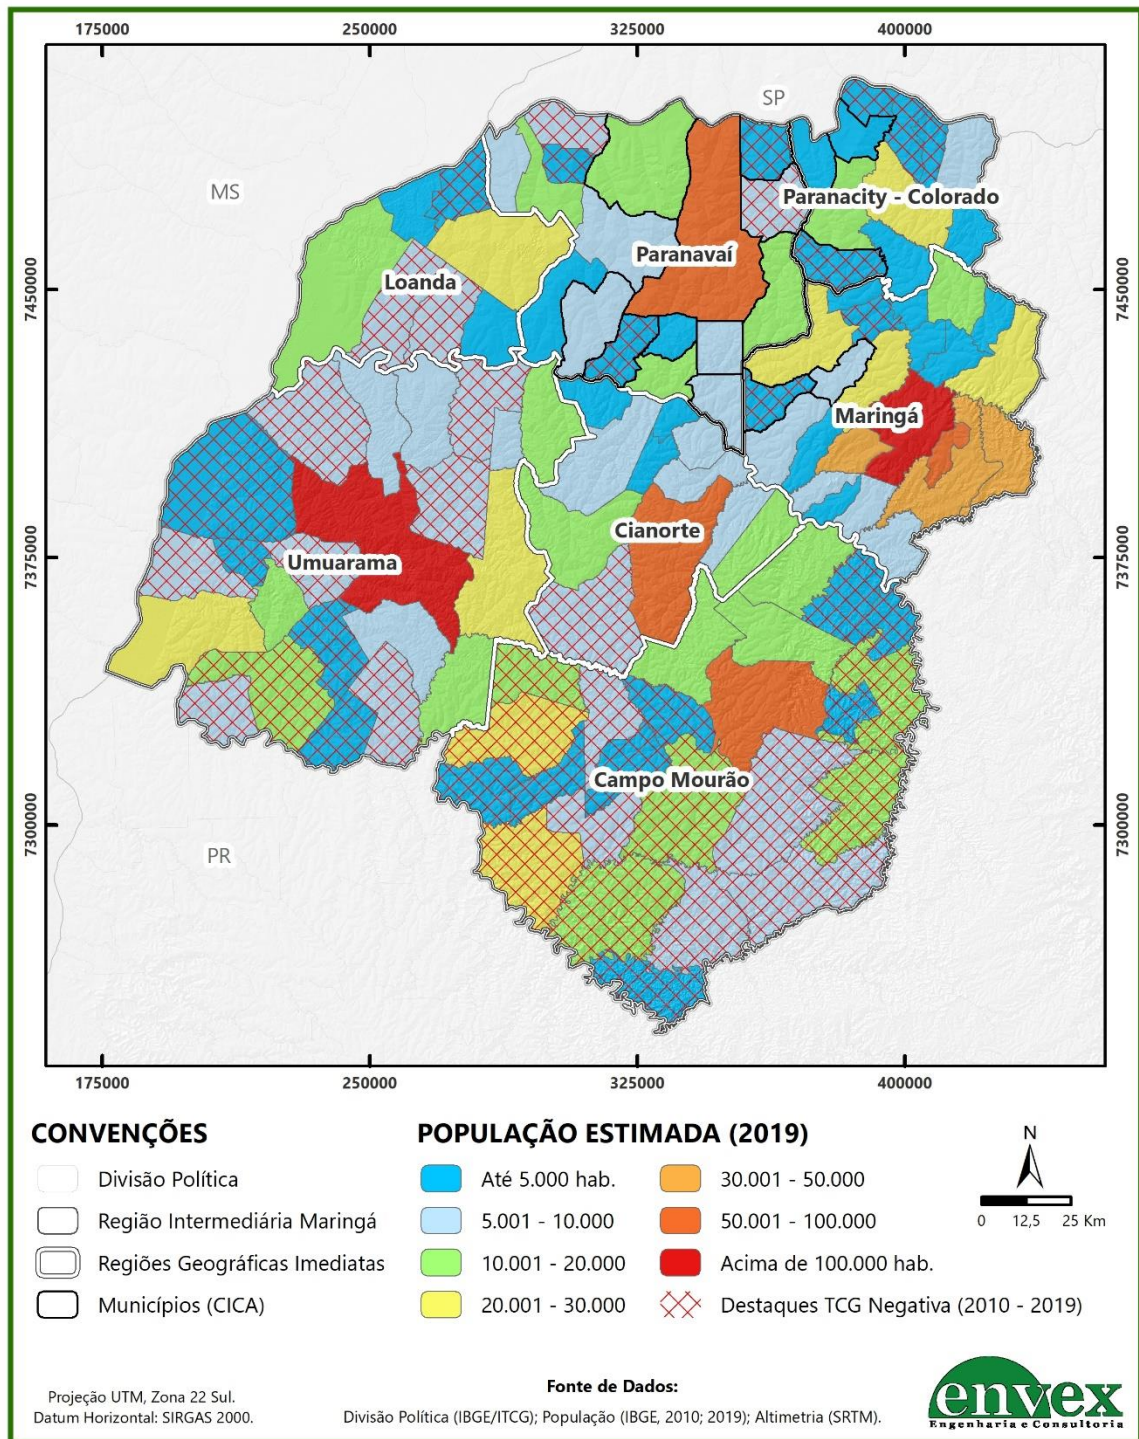 175000 250000 325000 400000
SP
MS
Paranacity - Colorado
Paranavaí
Loanda
7450000 7450000
Maringá
Cianorte
Umuarama
7375000 7375000
Campo Mourão
7300000 7300000
PR
175000 250000 325000 400000
CONVENÇÕES
Divisão Política
Região Intermediária Maringá
Regiões Geográficas Imediatas
Municípios (CICA)
POPULAÇÃO ESTIMADA (2019)
Até 5.000 hab.
5.001 - 10.000
10.001 - 20.000
20.001 - 30.000
30.001 - 50.000
50.001 - 100.000
Acima de 100.000 hab.
Destaques TCG Negativa (2010 - 2019)
N
0 12,5 25 Km
Projeção UTM, Zona 22 Sul.
Datum Horizontal: SIRGAS 2000.
Fonte de Dados:
Divisão Política (IBGE/ITCG); População (IBGE, 2010; 2019); Altimetria (SRTM).
envex
Engenharia e Consultoria